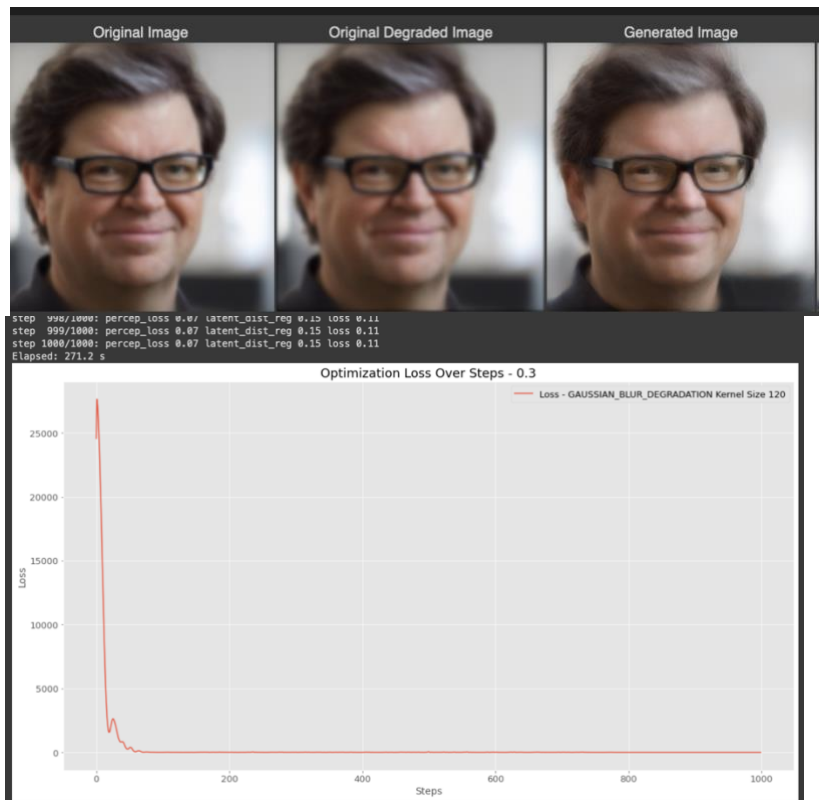 Original Image
Original Degraded Image
Generated Image
step  998/1000: percep_loss 0.07 latent_dist_reg 0.15 loss 0.11
step  999/1000: percep_loss 0.07 latent_dist_reg 0.15 loss 0.11
step 1000/1000: percep_loss 0.07 latent_dist_reg 0.15 loss 0.11
Elapsed: 271.2 s
Optimization Loss Over Steps - 0.3
Loss - GAUSSIAN_BLUR_DEGRADATION Kernel Size 120
25000
20000
15000
10000
5000
0
Loss
0 200 400 600 800 1000
Steps